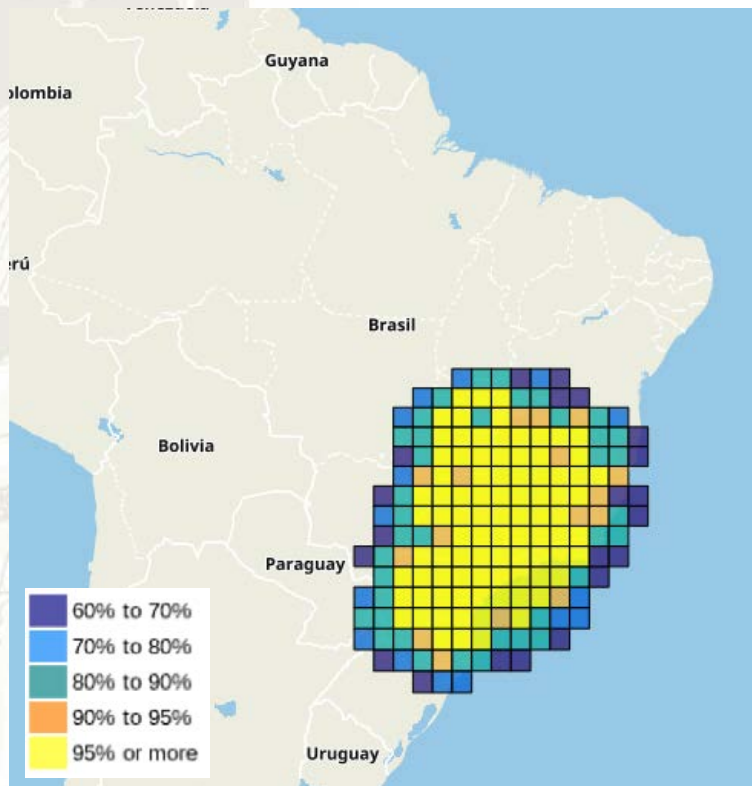 Guyana
olombia
erú
Brasil
Bolivia
Paraguay
60% to 70%
70% to 80%
80% to 90%
90% to 95%
95% or more
Uruguay